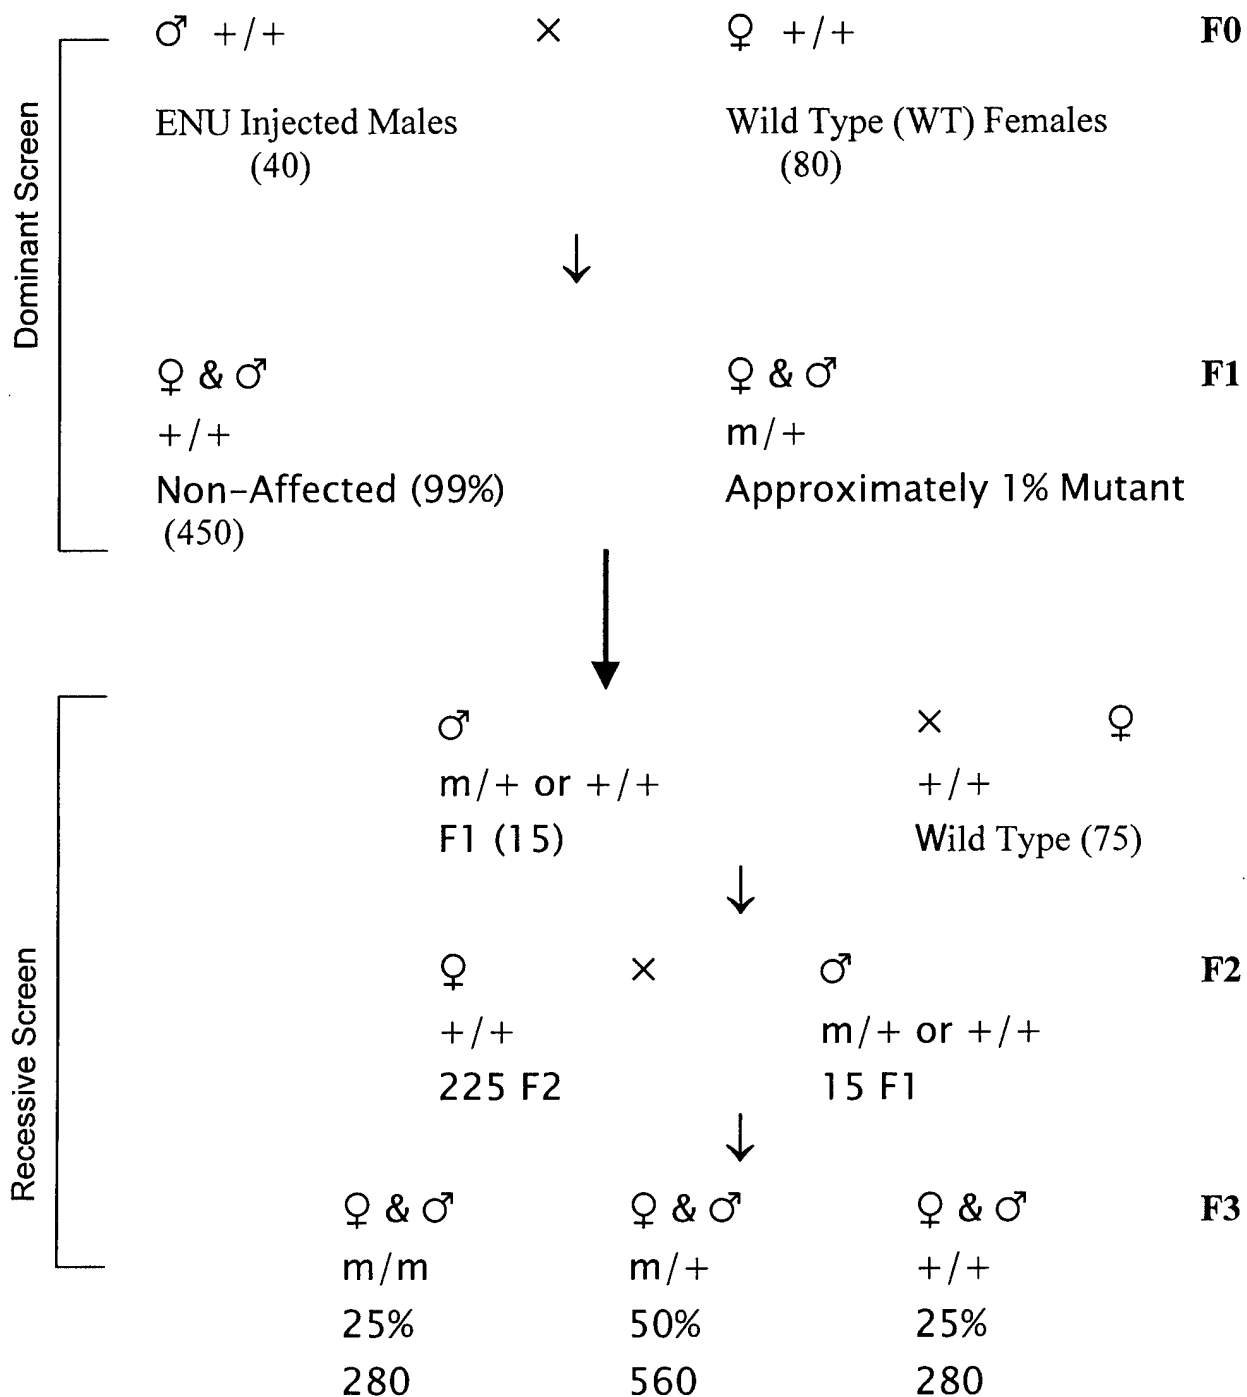 ♂ +/+ × ♀ +/+ F0
ENU Injected Males Wild Type (WT) Females
(40) (80)
Dominant Screen
↓
♀ & ♂ ♀ & ♂ F1
+/+ m/+
Non-Affected (99%) Approximately 1% Mutant
(450)
↓
♂ × ♀
m/+ or +/+ +/+
F1 (15) Wild Type (75)
↓
Recessive Screen
♀ × ♂ F2
+/+ m/+ or +/+
225 F2 15 F1
↓
♀ & ♂ ♀ & ♂ ♀ & ♂ F3
m/m m/+ +/+
25% 50% 25%
280 560 280